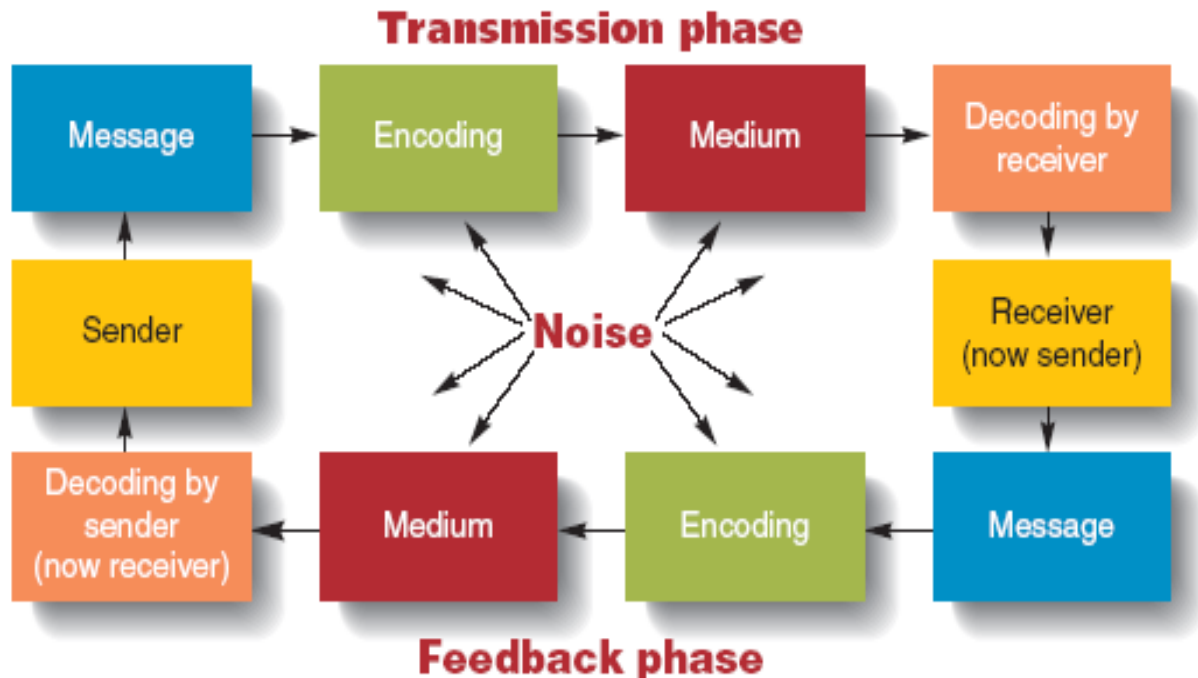 Transmission phase
Message
Encoding
Medium
Decoding by
receiver
Sender
Noise
Receiver
(now sender)
Decoding by
sender
(now receiver)
Medium
Encoding
Message
Feedback phase